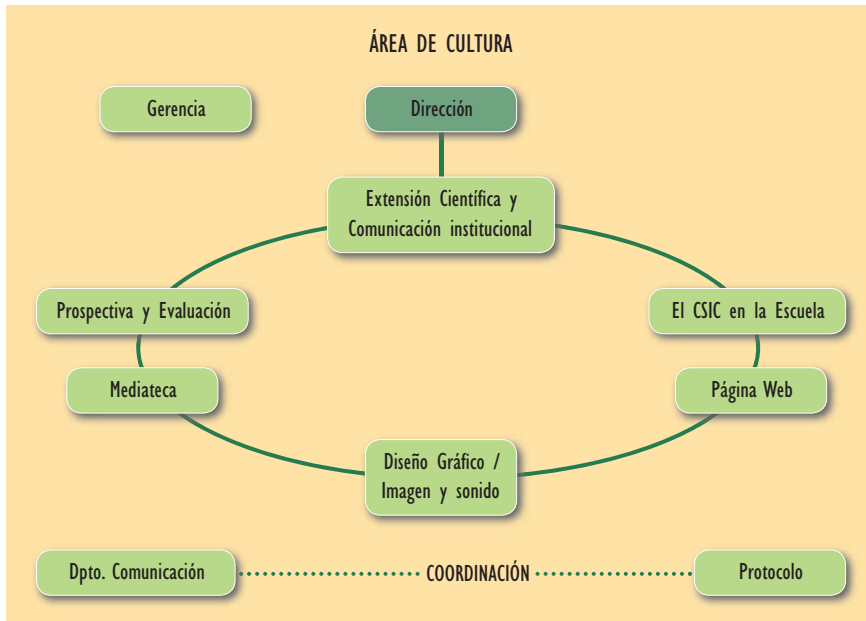 ÁREA DE CULTURA
Gerencia
Dirección
Extensión Científica y
Comunicación institucional
Prospectiva y Evaluación
El CSIC en la Escuela
Mediateca
Página Web
Diseño Gráfico /
Imagen y sonido
Dpto. Comunicación
COORDINACIÓN
Protocolo